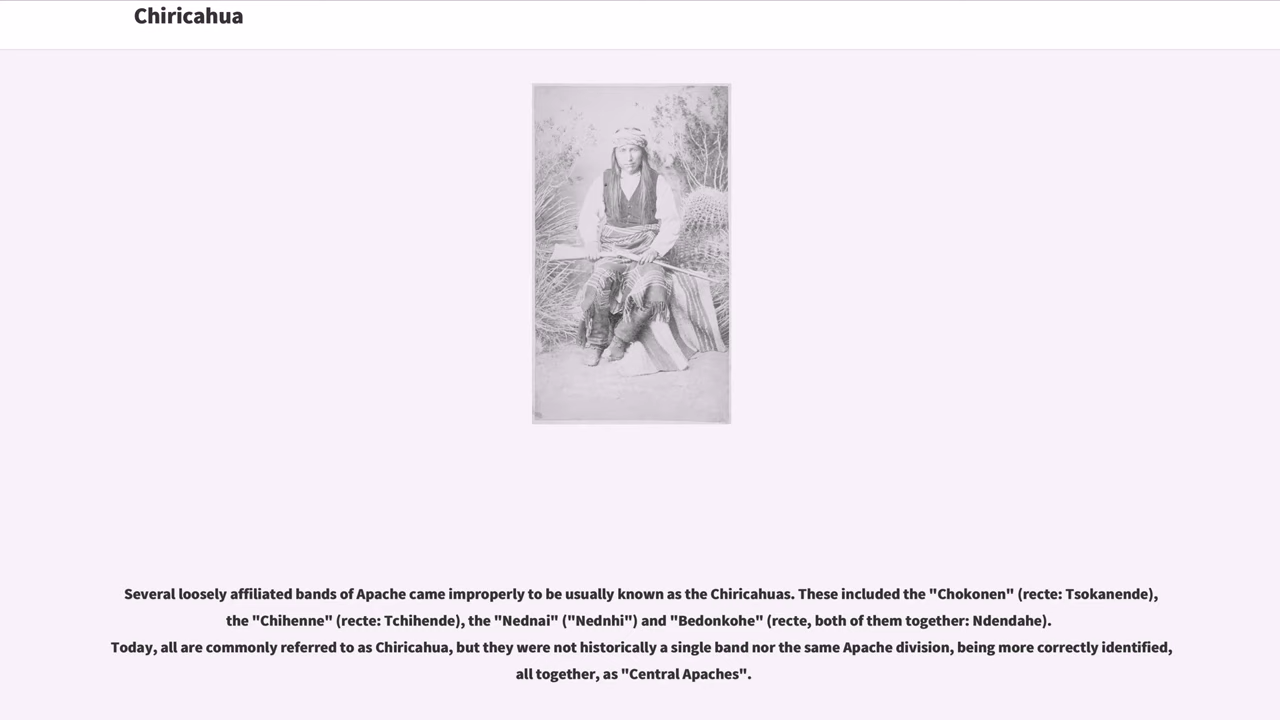 Chiricahua
Several loosely affiliated bands of Apache came improperly to be usually known as the Chiricahuas. These included the "Chokonen" (recte: Tsokanende),
the "Chihenne" (recte: Tchihende), the "Nednai" ("Nednhi") and "Bedonkohe" (recte, both of them together: Ndendahe).
Today, all are commonly referred to as Chiricahua, but they were not historically a single band nor the same Apache division, being more correctly identified,
all together, as "Central Apaches".